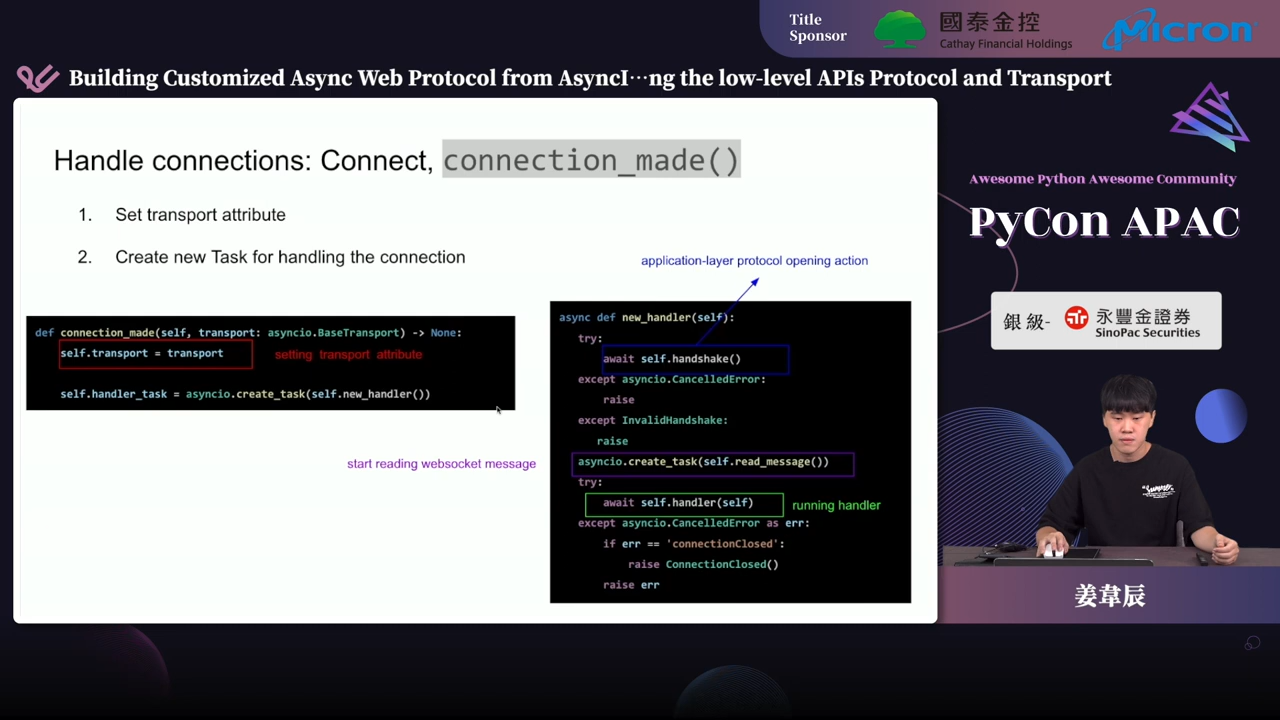 Title
Sponsor
國泰金控
Cathay Financial Holdings
Micron
Building Customized Async Web Protocol from AsyncI···ng the low-level APIs Protocol and Transport
Handle connections: Connect, connection_made()
1. Set transport attribute
2. Create new Task for handling the connection
application-layer protocol opening action
def connection_made(self, transport: asyncio.BaseTransport) -> None:
self.transport = transport
setting transport attribute
self.handler_task = asyncio.create_task(self.new_handler())
start reading websocket message
async def new_handler(self):
try:
await self.handshake()
except asyncio.CancelledError:
raise
except InvalidHandshake:
raise
asyncio.create_task(self.read_message())
try:
await self.handler(self)
running handler
except asyncio.CancelledError as err:
if err == 'connectionClosed':
raise ConnectionClosed()
raise err
Awesome Python Awesome Community
PyCon APAC
銀級-
永豐金證券
SinoPac Securities
姜韋辰